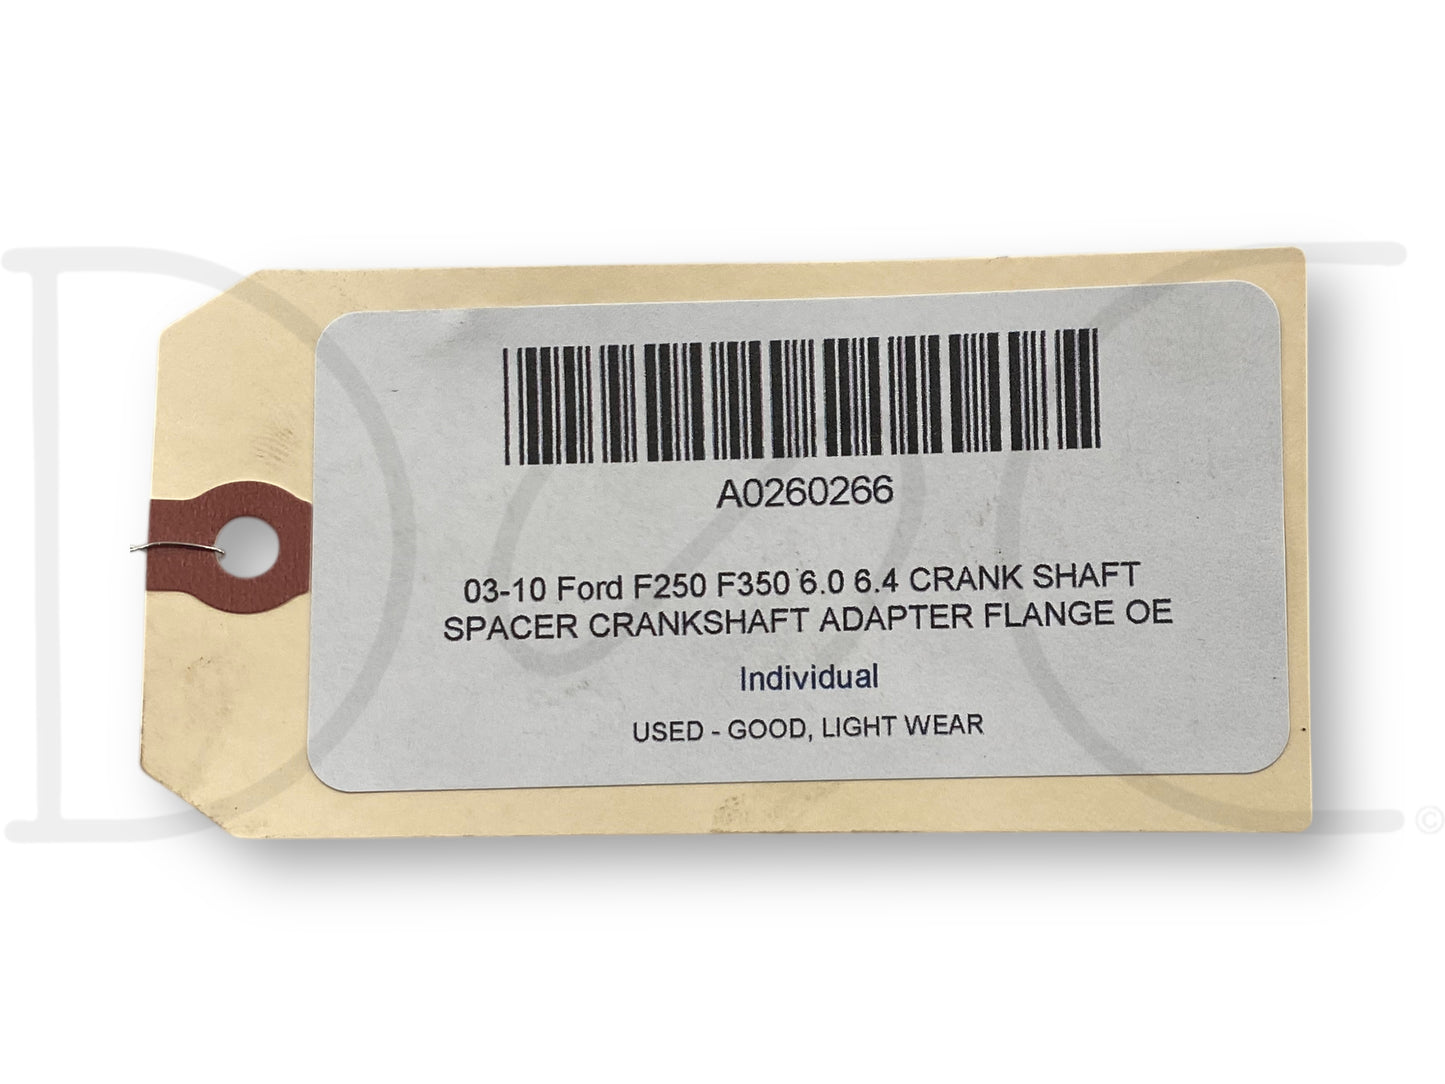 A0260266
03-10 Ford F250 F350 6.0 6.4 CRANK SHAFT
SPACER CRANKSHAFT ADAPTER FLANGE OE
Individual
USED - GOOD, LIGHT WEAR
©